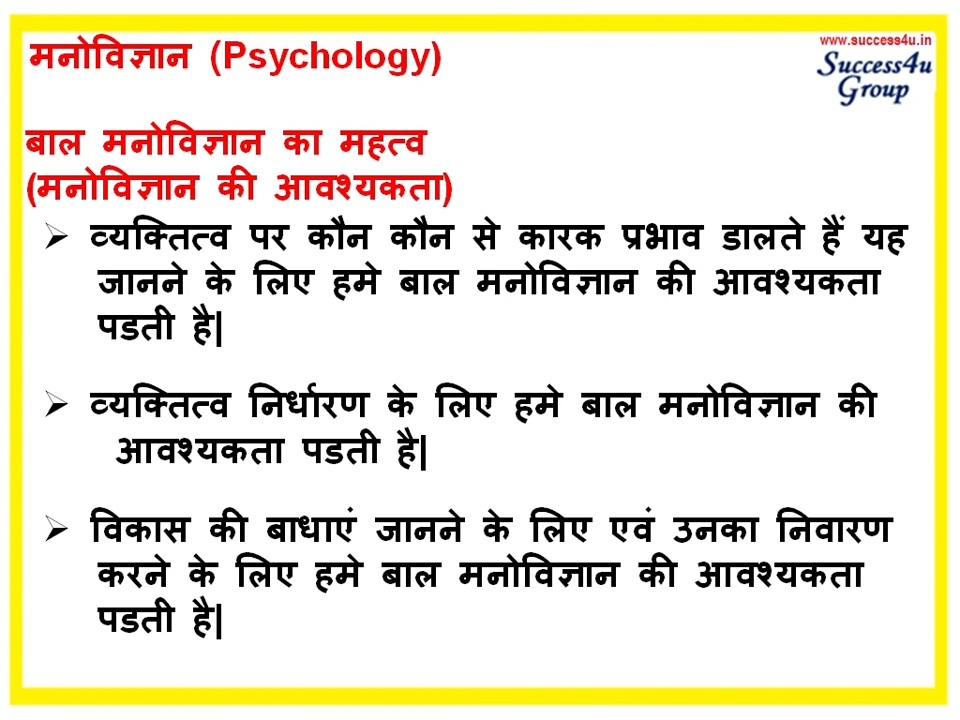 मनोविज्ञान (Psychology)
www.success4u.in
Success4u
Group
बाल मनोविज्ञान का महत्व
(मनोविज्ञान की आवश्यकता)
➢ व्यक्तित्व पर कौन कौन से कारक प्रभाव डालते हैं यह
जानने के लिए हमे बाल मनोविज्ञान की आवश्यकता
पडती है|
➢ व्यक्तित्व निर्धारण के लिए हमे बाल मनोविज्ञान की
आवश्यकता पडती है|
➢ विकास की बाधाएं जानने के लिए एवं उनका निवारण
करने के लिए हमे बाल मनोविज्ञान की आवश्यकता
पडती है|